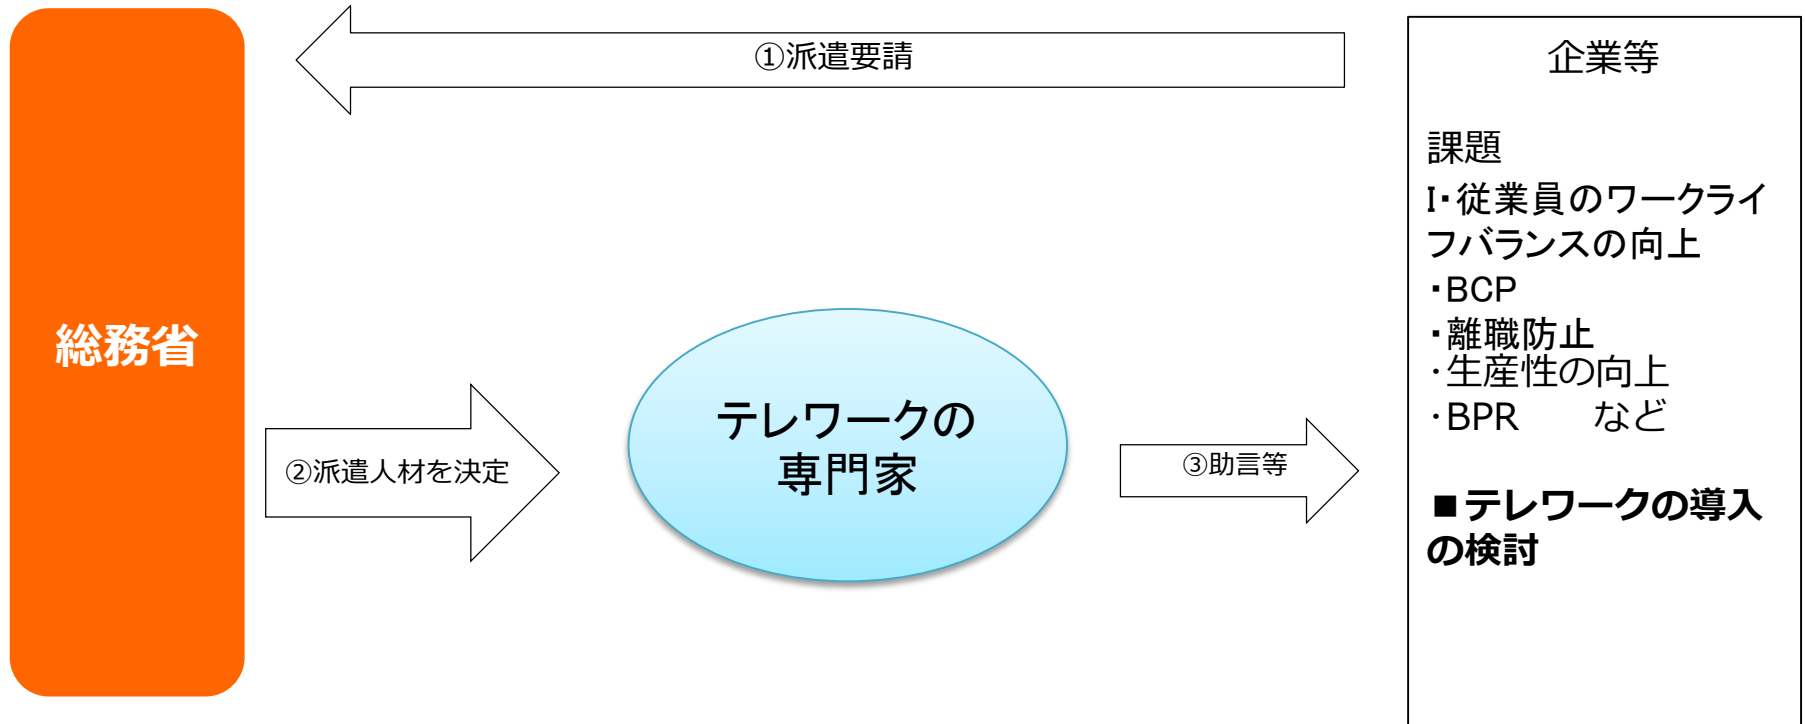 総務省
①派遣要請
②派遣人材を決定
テレワークの
専門家
③助言等
企業等
課題
I・従業員のワークライ
フバランスの向上
・BCP
・離職防止
・生産性の向上
・BPR　　など
■テレワークの導入
の検討